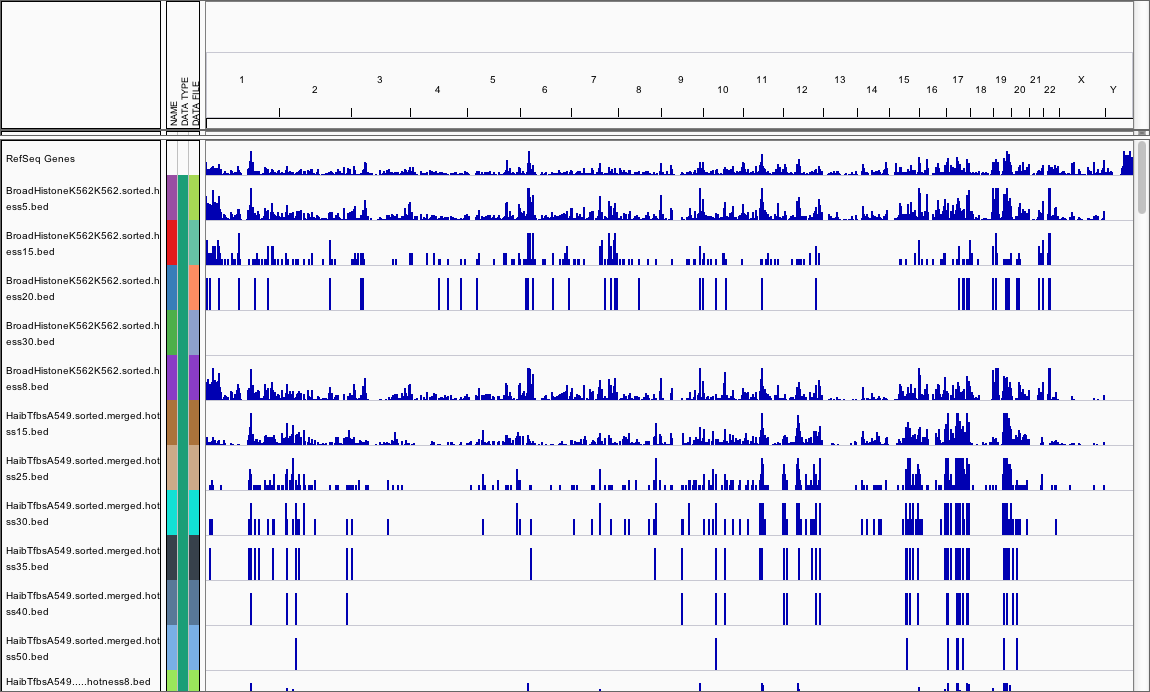 NAME
DATA TYPE
DATA FILE
1 2 3 4 5 6 7 8 9 10 11 12 13 14 15 16 17 18 19 20 21 22 X Y
RefSeq Genes
BroadHistoneK562K562.sorted.h
ess5.bed
BroadHistoneK562K562.sorted.h
ess15.bed
BroadHistoneK562K562.sorted.h
ess20.bed
BroadHistoneK562K562.sorted.h
ess30.bed
BroadHistoneK562K562.sorted.h
ess8.bed
HaibTfbsA549.sorted.merged.hot
ss15.bed
HaibTfbsA549.sorted.merged.hot
ss25.bed
HaibTfbsA549.sorted.merged.hot
ss30.bed
HaibTfbsA549.sorted.merged.hot
ss35.bed
HaibTfbsA549.sorted.merged.hot
ss40.bed
HaibTfbsA549.sorted.merged.hot
ss50.bed
HaibTfbsA549.....hotness8.bed